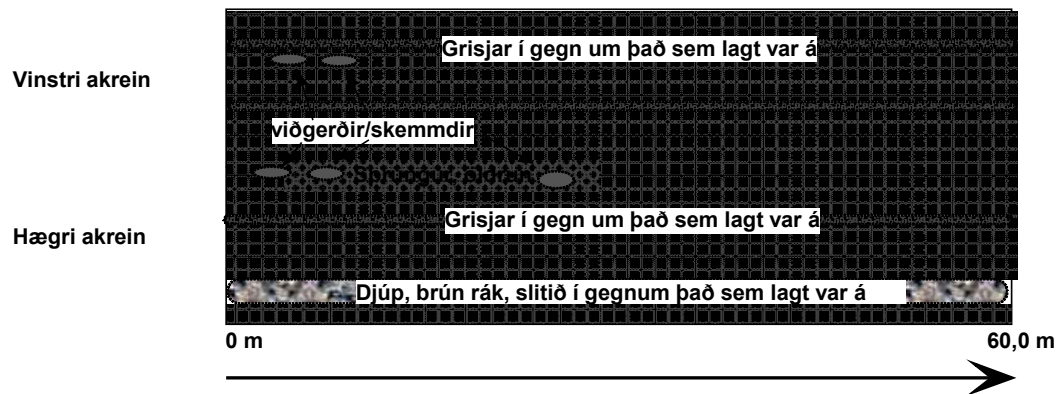 Grisjar í gegn um það sem lagt var á
Vinstri akrein
viðgerðir/skemmdir
Grisjar í gegn um það sem lagt var á
Hægri akrein
Djúp, brún rák, slitið í gegnum það sem lagt var á
0 m
60,0 m